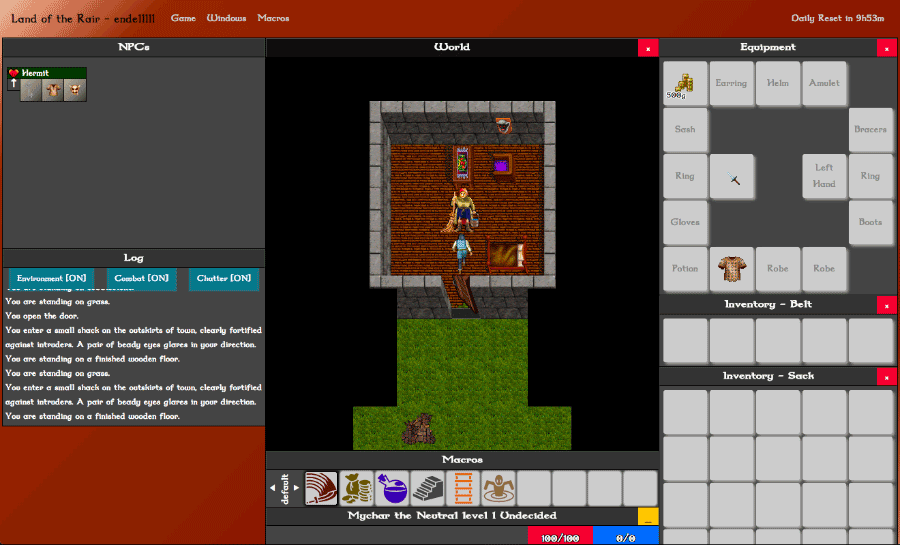 Land of the Rair - ende11111
Game
Windows
Macros
Daily Reset in 9h53m
NPCs
Hermit
Log
Environment [ON]
Combat [ON]
Chatter [ON]
You are standing on grass.
You open the door.
You enter a small shack on the outskirts of town, clearly fortified
against intruders. A pair of beady eyes glares in your direction.
You are standing on a finished wooden floor.
You are standing on grass.
You enter a small shack on the outskirts of town, clearly fortified
against intruders. A pair of beady eyes glares in your direction.
You are standing on a finished wooden floor.
World
x
Macros
default
Mychar the Neutral level 1 Undecided
100/100
0/0
Equipment
x
500g
Earring
Helm
Amulet
Sash
Bracers
Ring
Left
Hand
Ring
Gloves
Boots
Potion
Robe
Robe
Inventory - Belt
x
Inventory - Sack
x